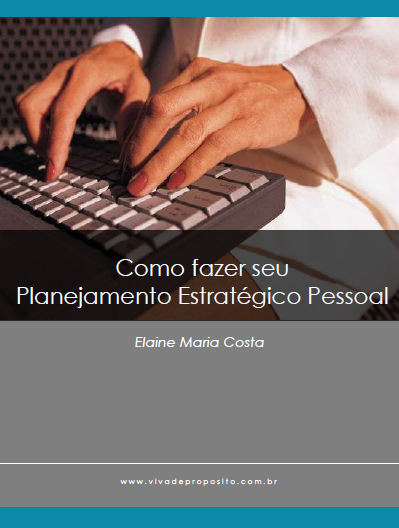 Como fazer seu
Planejamento Estratégico Pessoal
Elaine Maria Costa
www.vivadeproposito.com.br